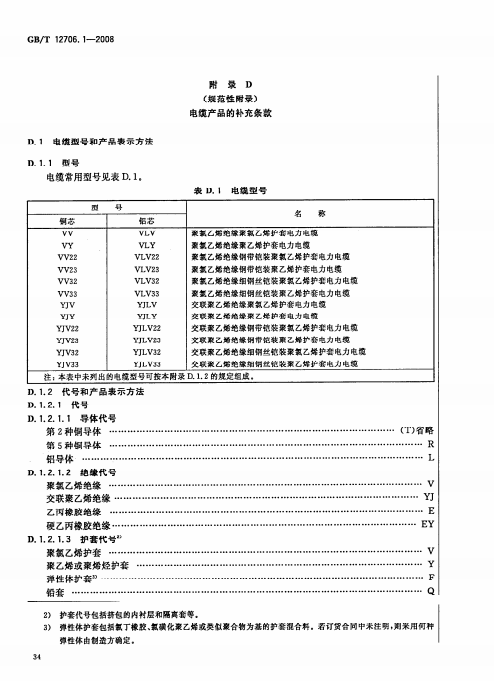 GB/T 12706.1—2008
附 录 D
(规范性附录)
电缆产品的补充条款
D.1 电缆型号和产品表示方法
D.1.1 型号
电缆常用型号见表 D.1。
表 D.1 电缆型号
型 号 名 称
铜芯 铝芯
VV VLV 聚氯乙烯绝缘聚氯乙烯护套电力电缆
VY VLY 聚氯乙烯绝缘聚乙烯护套电力电缆
VV22 VLV22 聚氯乙烯绝缘钢带铠装聚氯乙烯护套电力电缆
VV23 VLV23 聚氯乙烯绝缘钢带铠装聚乙烯护套电力电缆
VV32 VLV32 聚氯乙烯绝缘细钢丝铠装聚氯乙烯护套电力电缆
VV33 VLV33 聚氯乙烯绝缘细钢丝铠装聚乙烯护套电力电缆
YJV YJLV 交联聚乙烯绝缘聚氯乙烯护套电力电缆
YJY YJLY 交联聚乙烯绝缘聚乙烯护套电力电缆
YJV22 YJLV22 交联聚乙烯绝缘钢带铠装聚氯乙烯护套电力电缆
YJV23 YJLV23 交联聚乙烯绝缘钢带铠装聚乙烯护套电力电缆
YJV32 YJLV32 交联聚乙烯绝缘细钢丝铠装聚氯乙烯护套电力电缆
YJV33 YJLV33 交联聚乙烯绝缘细钢丝铠装聚乙烯护套电力电缆
注:本表中未列出的电缆型号可按本附录 D.1.2 的规定组成。
D.1.2 代号和产品表示方法
D.1.2.1 代号
D.1.2.1.1 导体代号
第 2 种铜导体 …… (T)省略
第 5 种铜导体 …… R
铝导体 …… L
D.1.2.1.2 绝缘代号
聚氯乙烯绝缘 …… V
交联聚乙烯绝缘 …… YJ
乙丙橡胶绝缘 …… E
硬乙丙橡胶绝缘 …… EY
D.1.2.1.3 护套代号2)
聚氯乙烯护套 …… V
聚乙烯或聚烯烃护套 …… Y
弹性体护套3) …… F
铅套 …… Q
2) 护套代号包括挤包的内衬层和隔离套等。
3) 弹性体护套包括氯丁橡胶、氯磺化聚乙烯或类似聚合物为基的护套混合料。若订货合同中未注明,则采用何种
弹性体由制造方确定。
34